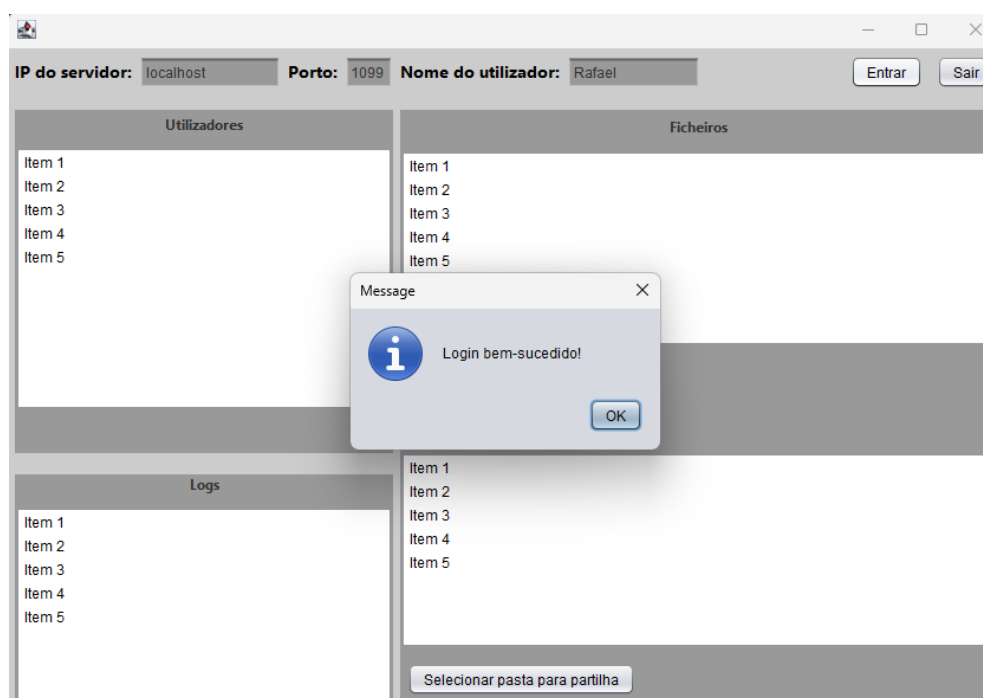 IP do servidor: localhost Porto: 1099 Nome do utilizador: Rafael Entrar Sair
Utilizadores
Item 1
Item 2
Item 3
Item 4
Item 5
Ficheiros
Item 1
Item 2
Item 3
Item 4
Item 5
Message
Login bem-sucedido!
OK
Item 1
Item 2
Item 3
Item 4
Item 5
Logs
Item 1
Item 2
Item 3
Item 4
Item 5
Selecionar pasta para partilha